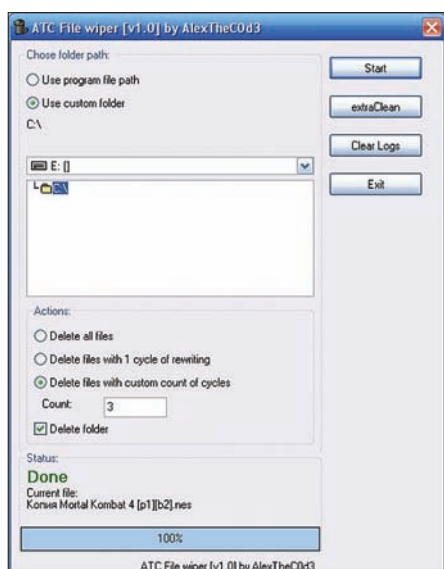 ATC File wiper [v1.0] by AlexTheC0d3
Chose folder path:
Use program file path
Use custom folder
C:\
E: []
C:\
Start
extraClean
Clear Logs
Exit
Actions:
Delete all files
Delete files with 1 cycle of rewriting
Delete files with custom count of cycles
Count:
3
Delete folder
Status:
Done
Current file:
Копия Mortal Kombat 4 [p1][b2].nes
100%
ATC File wiper [v1.0] by AlexTheC0d3